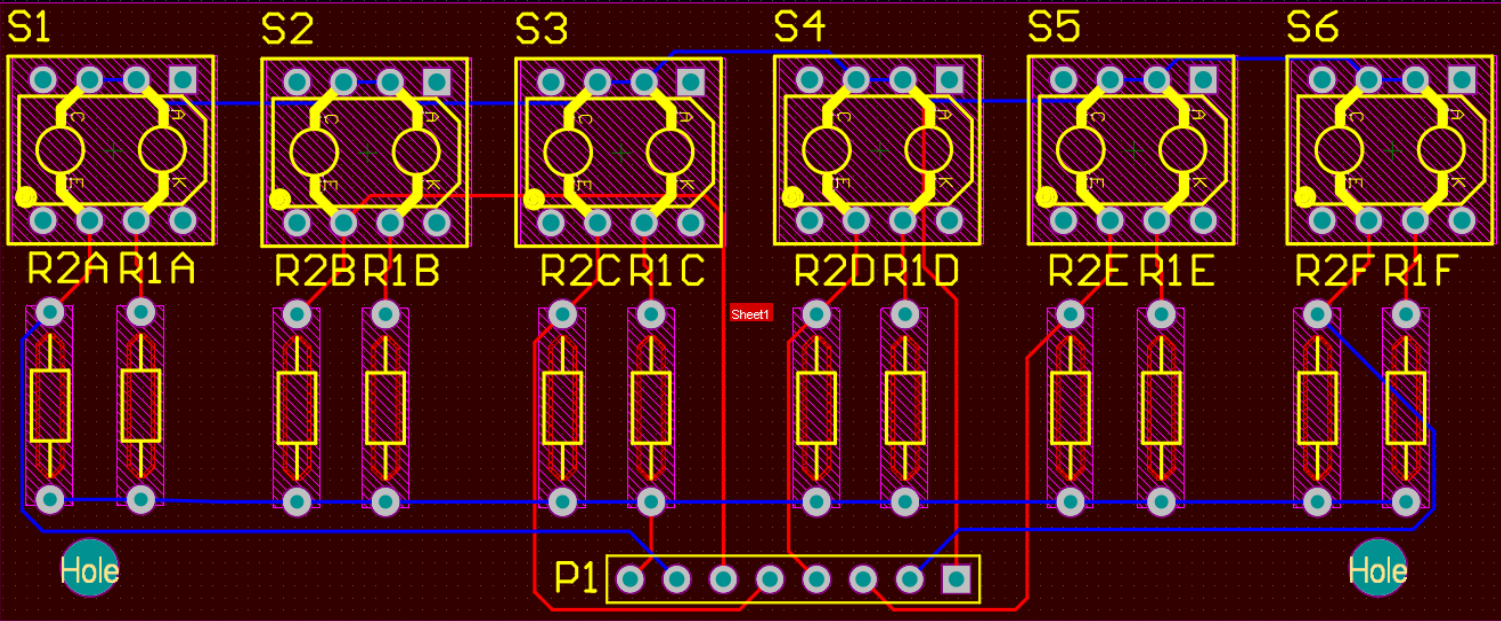 S1 S2 S3 S4 S5 S6
C A C A C A C A C A C A
E K E K E K E K E K E K
R2A R1A R2B R1B R2C R1C R2D R1D R2E R1E R2F R1F
Sheet1
Hole P1 Hole